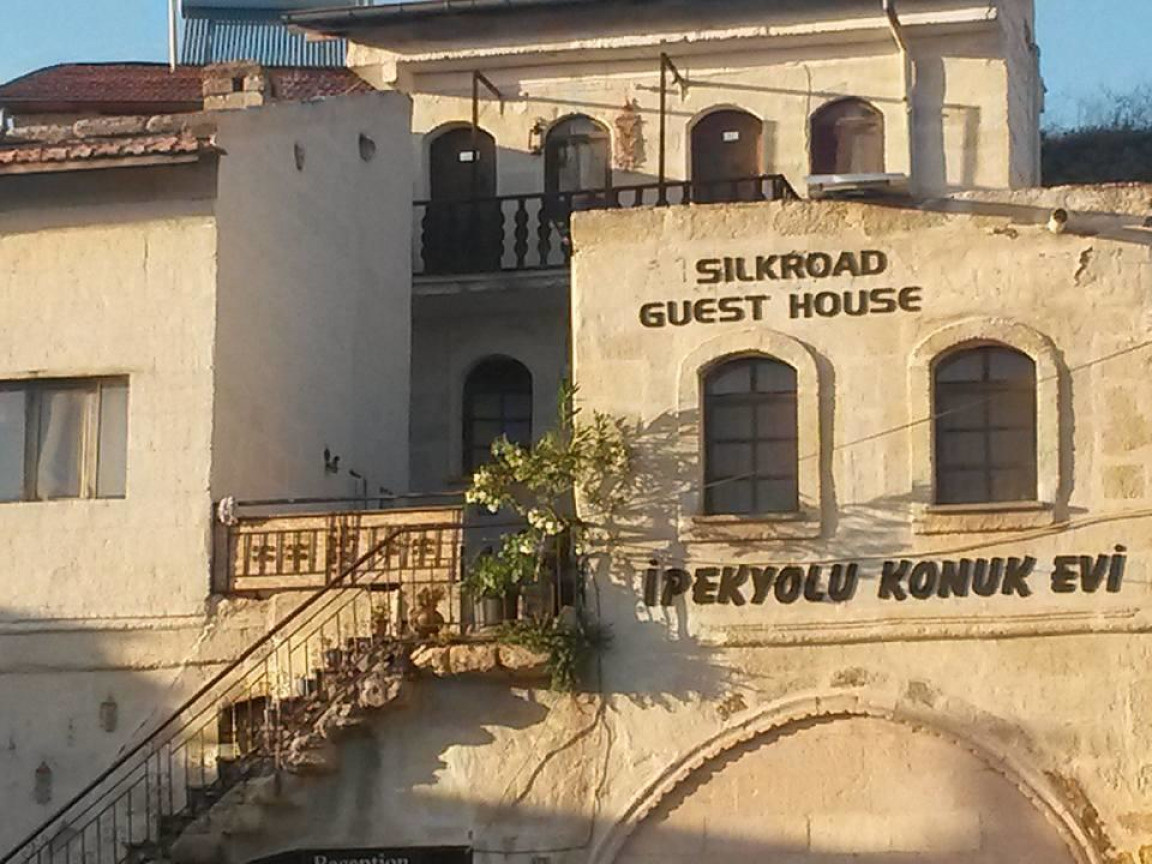 SILKROAD
GUEST HOUSE
İPEKYOLU KONUK EVİ
Reception